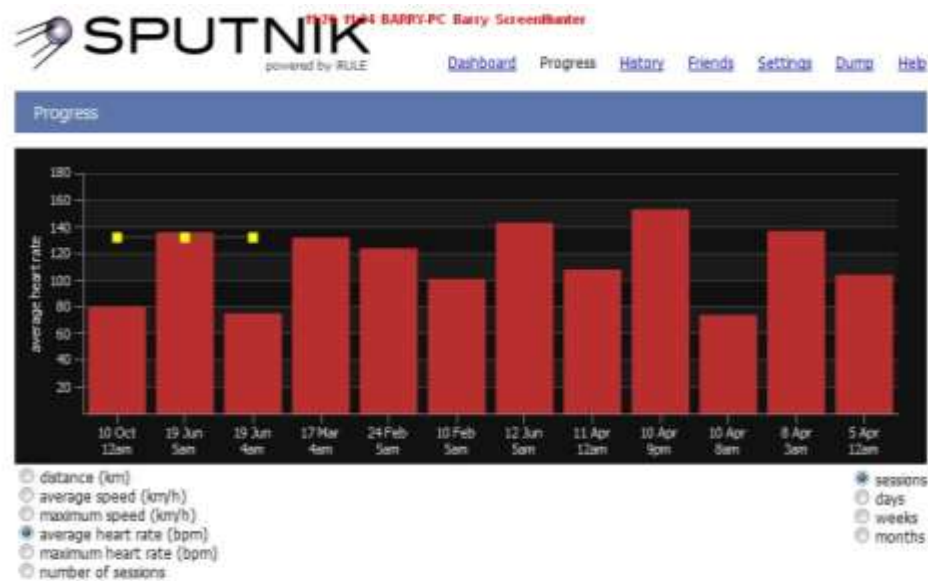 BARRY-PC Barry ScreenHunter
SPUTNIK
powered by iRULE
Dashboard Progress History Friends Settings Dump Help
Progress
180
160
140
120
100
80
60
40
20
average heart rate
10 Oct 19 Jun 19 Jun 17 Mar 24 Feb 10 Feb 12 Jun 11 Apr 10 Apr 10 Apr 8 Apr 5 Apr
12am 5am 4am 4am 5am 5am 5am 12am 9pm 8am 3am 12am
distance (km)
average speed (km/h)
maximum speed (km/h)
average heart rate (bpm)
maximum heart rate (bpm)
number of sessions
sessions
days
weeks
months